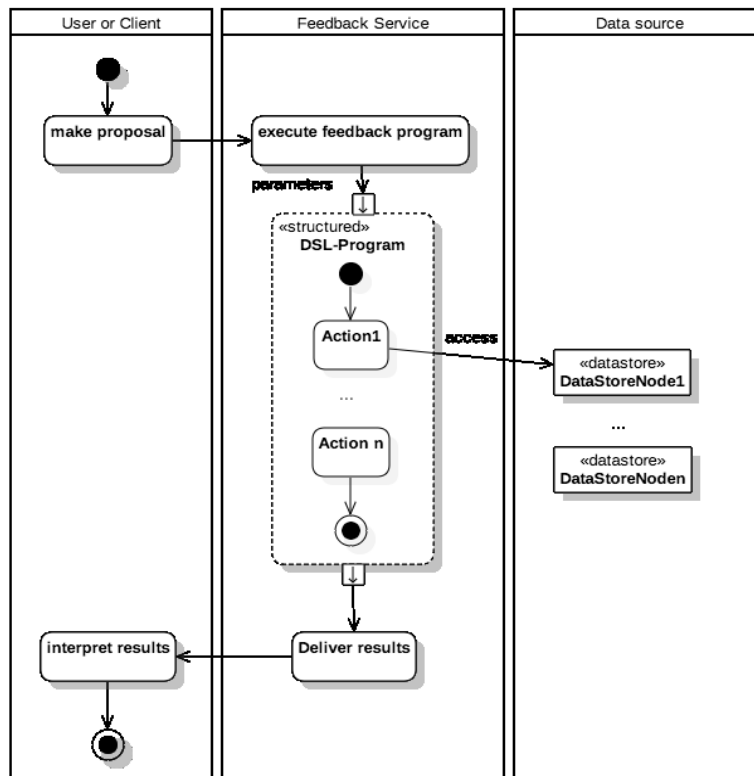 User or Client
Feedback Service
Data source
make proposal
execute feedback program
parameters
«structured»
DSL-Program
Action1
access
«datastore»
DataStoreNode1
...
...
Action n
«datastore»
DataStoreNoden
interpret results
Deliver results